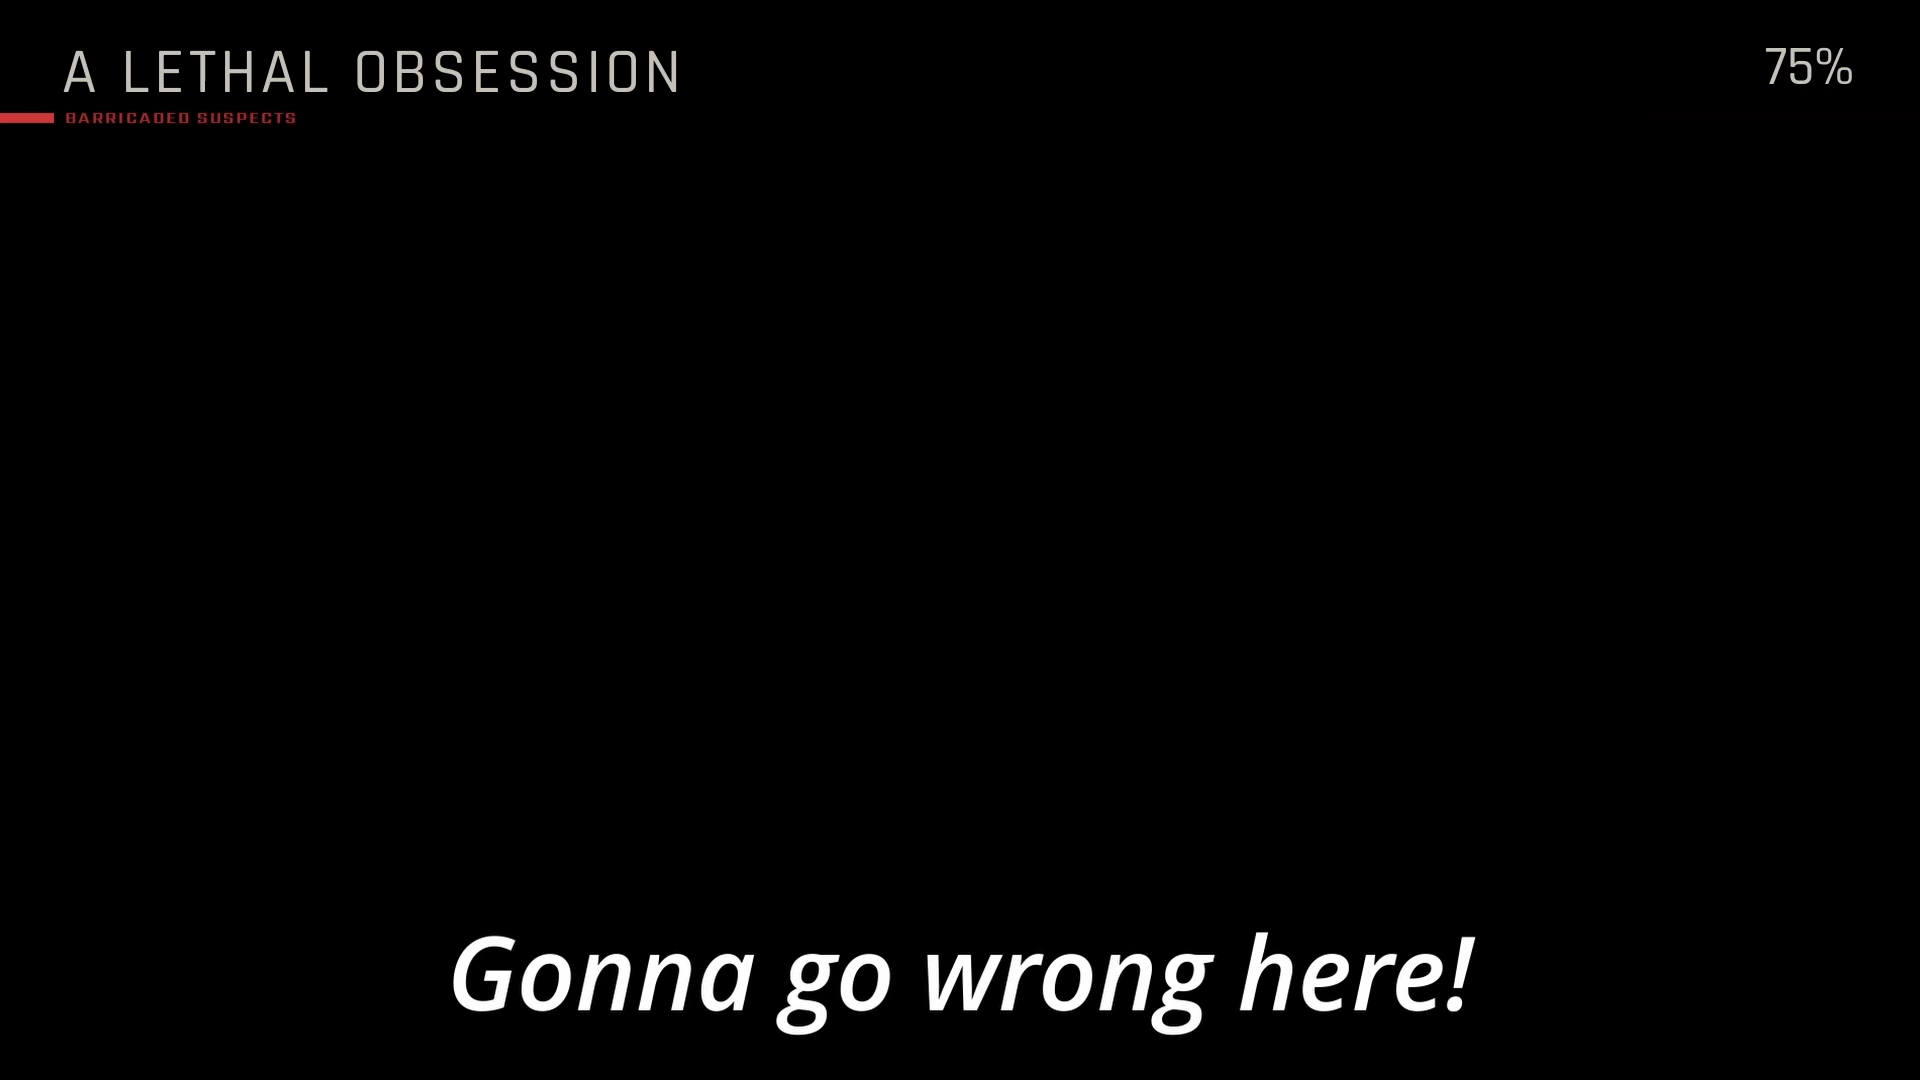 A LETHAL OBSESSION
75%
BARRICADED SUSPECTS
Gonna go wrong here!